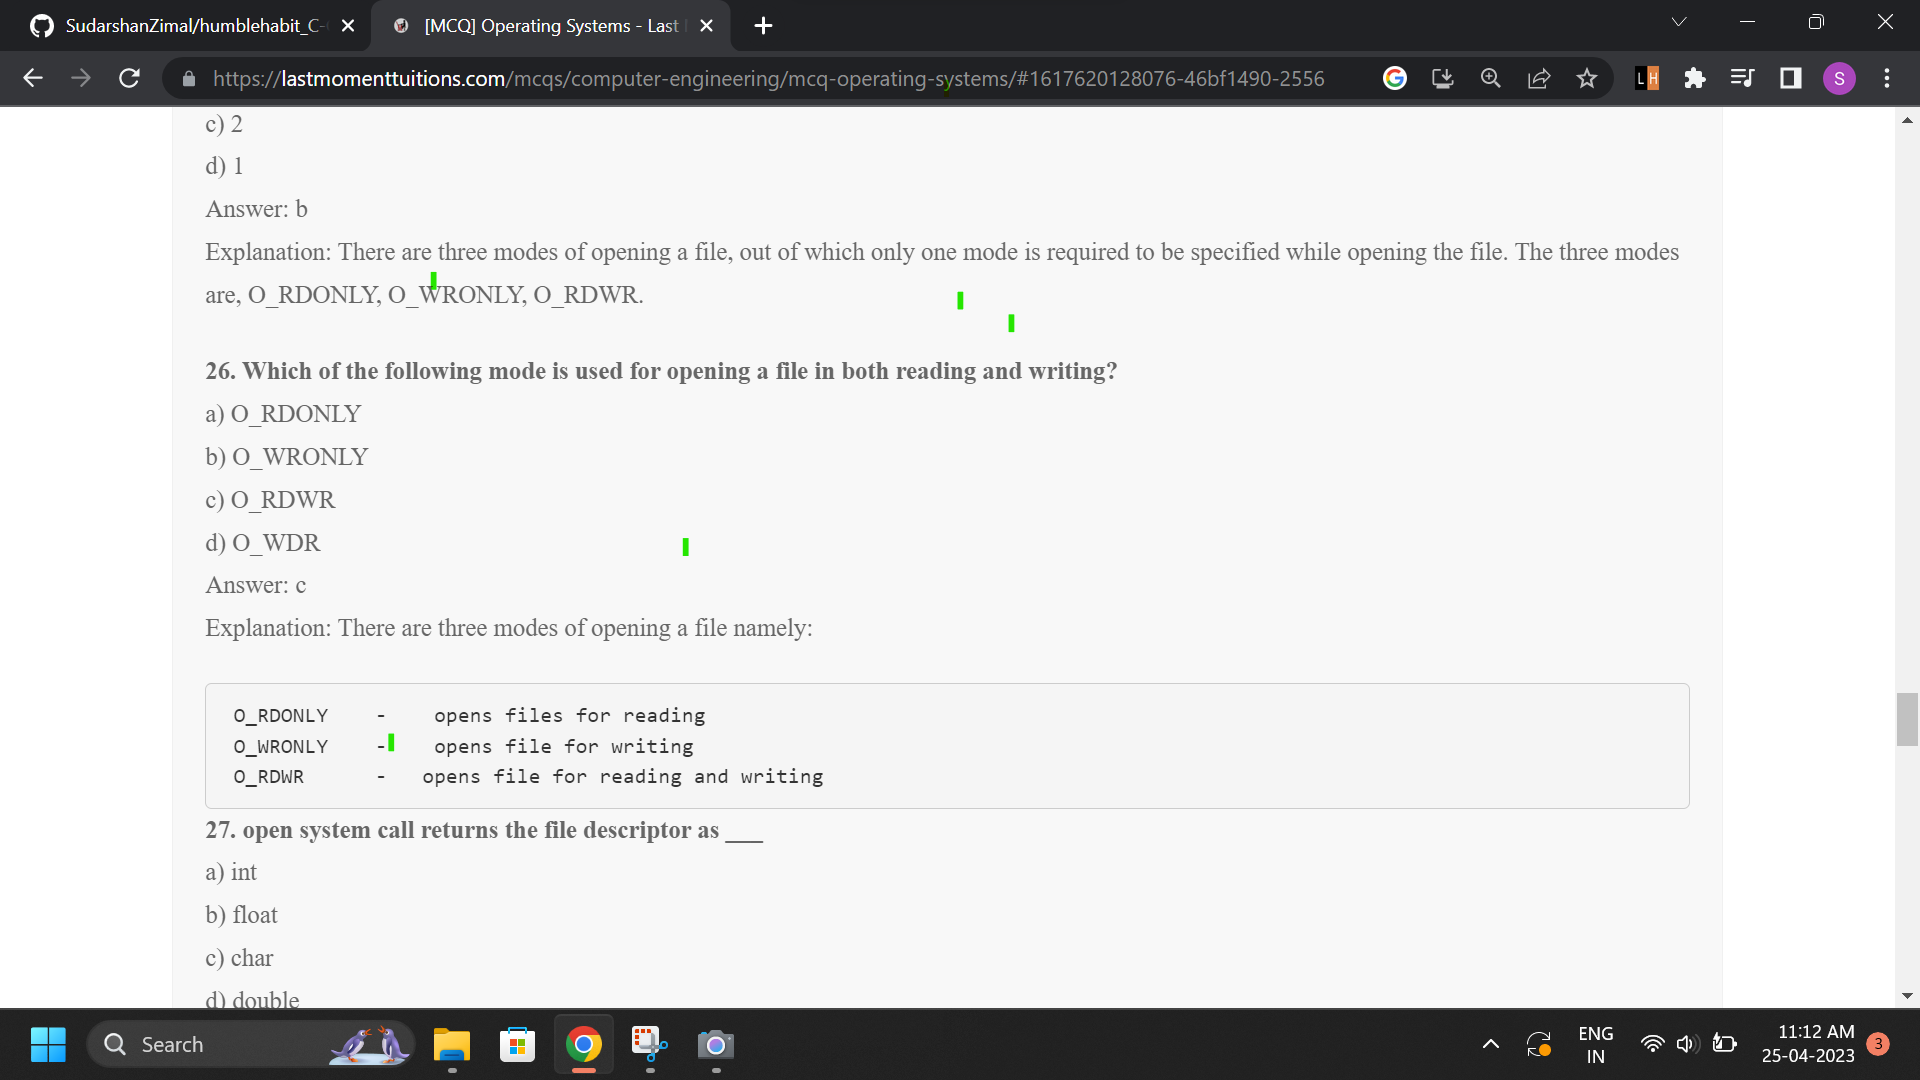 SudarshanZimal/humblehabit_C-
[MCQ] Operating Systems - Last
https://lastmomenttuitions.com/mcqs/computer-engineering/mcq-operating-systems/#1617620128076-46bf1490-2556
LH
S
c) 2
d) 1
Answer: b
Explanation: There are three modes of opening a file, out of which only one mode is required to be specified while opening the file. The three modes
are, O_RDONLY, O_WRONLY, O_RDWR.
26. Which of the following mode is used for opening a file in both reading and writing?
a) O_RDONLY
b) O_WRONLY
c) O_RDWR
d) O_WDR
Answer: c
Explanation: There are three modes of opening a file namely:
O_RDONLY - opens files for reading
O_WRONLY - opens file for writing
O_RDWR - opens file for reading and writing
27. open system call returns the file descriptor as ___
a) int
b) float
c) char
d) double
Search
ENG
IN
11:12 AM
25-04-2023
3